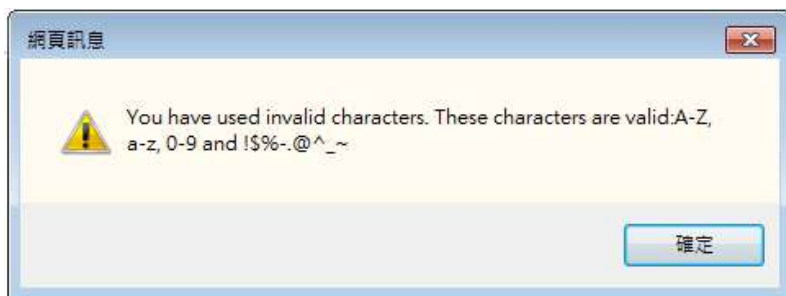 網頁訊息
You have used invalid characters. These characters are valid:A-Z,
a-z, 0-9 and !$%-.@^_~
確定